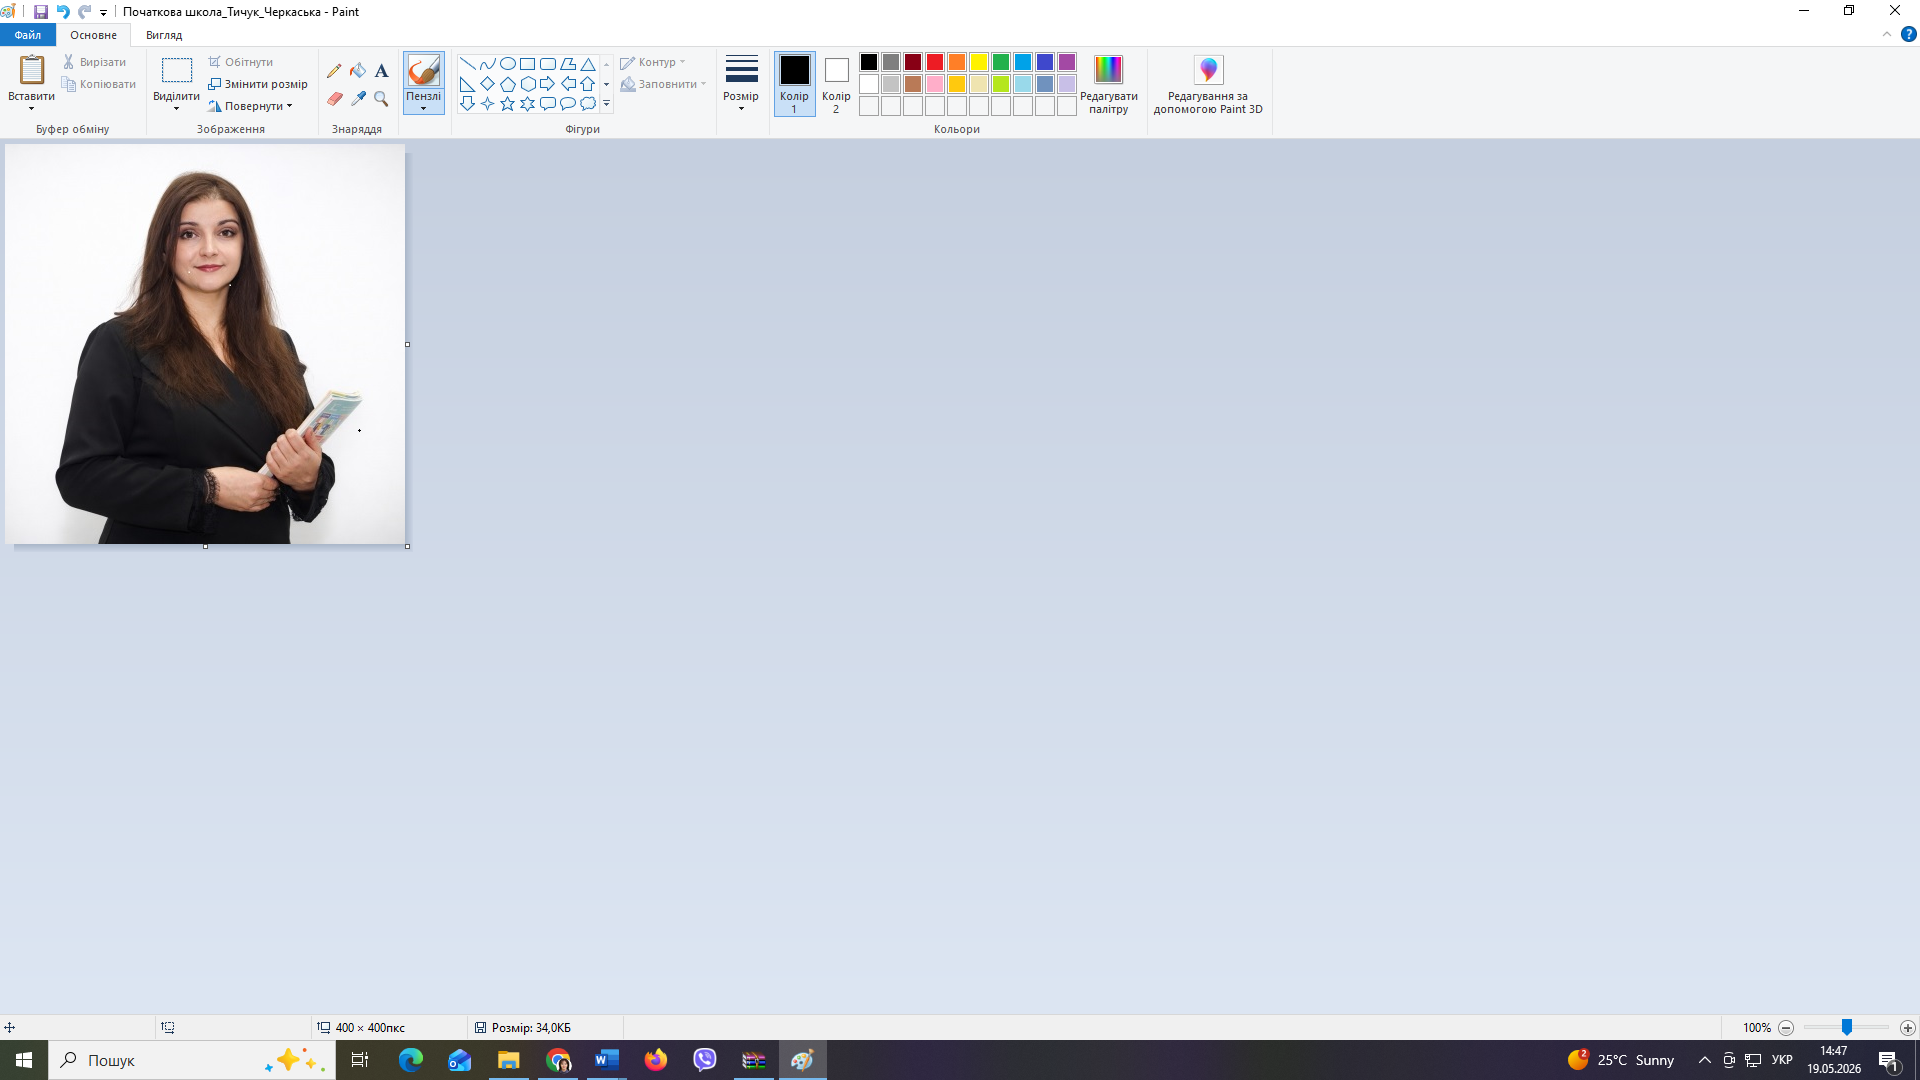 Початкова школа_Тичук_Черкаська - Paint
Файл
Основне
Вигляд
Вставити
Вирізати
Копіювати
Буфер обміну
Виділити
Обітнути
Змінити розмір
Повернути
Зображення
Знаряддя
Пензлі
Фігури
Контур
Заповнити
Розмір
Колір
1
Колір
2
Кольори
Редагувати
палітру
Редагування за
допомогою Paint 3D
400 × 400пкс
Розмір: 34,0КБ
100%
Пошук
2
25°C Sunny
УКР
14:47
19.05.2026
1